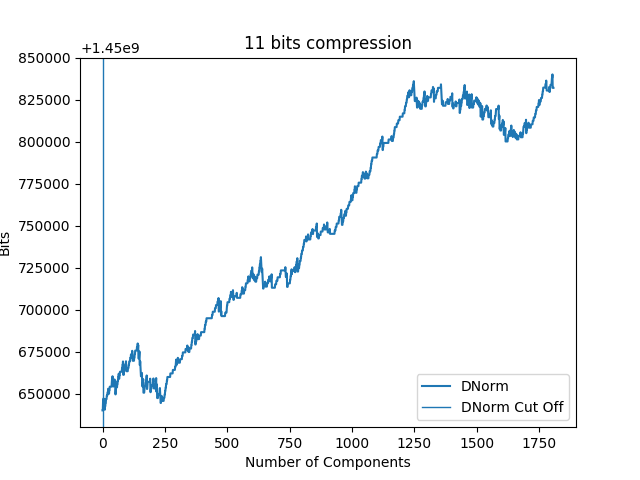 11 bits compression
+1.45e9
850000
825000
800000
775000
750000
725000
700000
675000
650000
Bits
0 250 500 750 1000 1250 1500 1750
Number of Components
DNorm
DNorm Cut Off